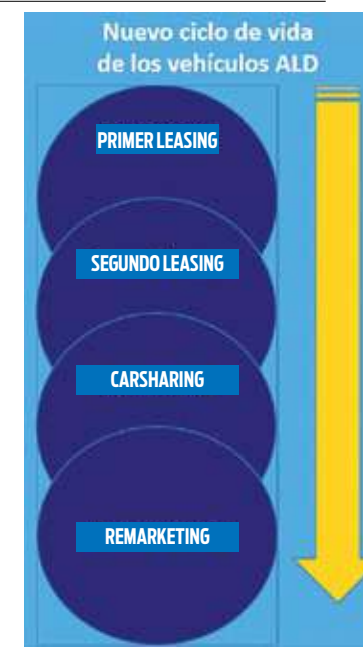 Nuevo ciclo de vida
de los vehículos ALD
PRIMER LEASING
SEGUNDO LEASING
CARSHARING
REMARKETING